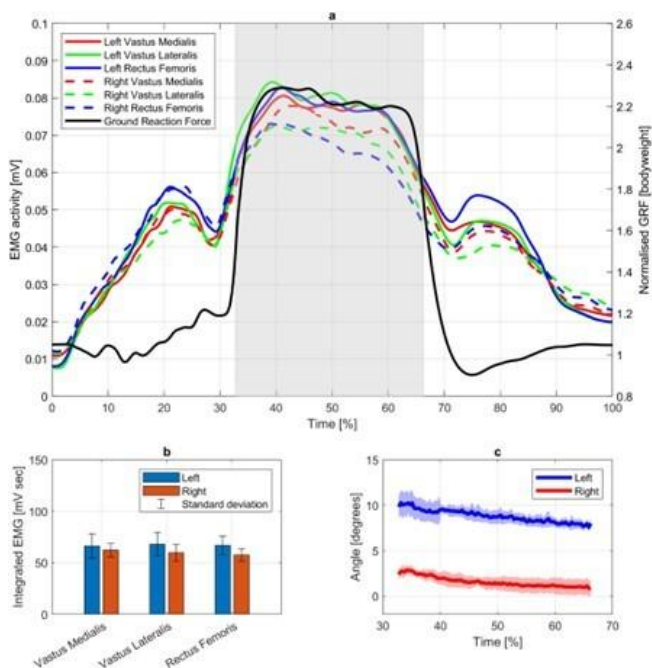 a
Left Vastus Medialis
Left Vastus Lateralis
Left Rectus Femoris
Right Vastus Medialis
Right Vastus Lateralis
Right Rectus Femoris
Ground Reaction Force
EMG activity [mV]
0.1
0.09
0.08
0.07
0.06
0.05
0.04
0.03
0.02
0.01
0
Normalised GRF [bodyweight]
2.6
2.4
2.2
2
1.8
1.6
1.4
1.2
1
0.8
0 10 20 30 40 50 60 70 80 90 100
Time [%]
b
Left
Right
Standard deviation
Integrated EMG [mV sec]
150
100
50
0
Vastus Medialis
Vastus Lateralis
Rectus Femoris
c
Left
Right
Angle [degrees]
15
10
5
0
30 40 50 60 70
Time [%]